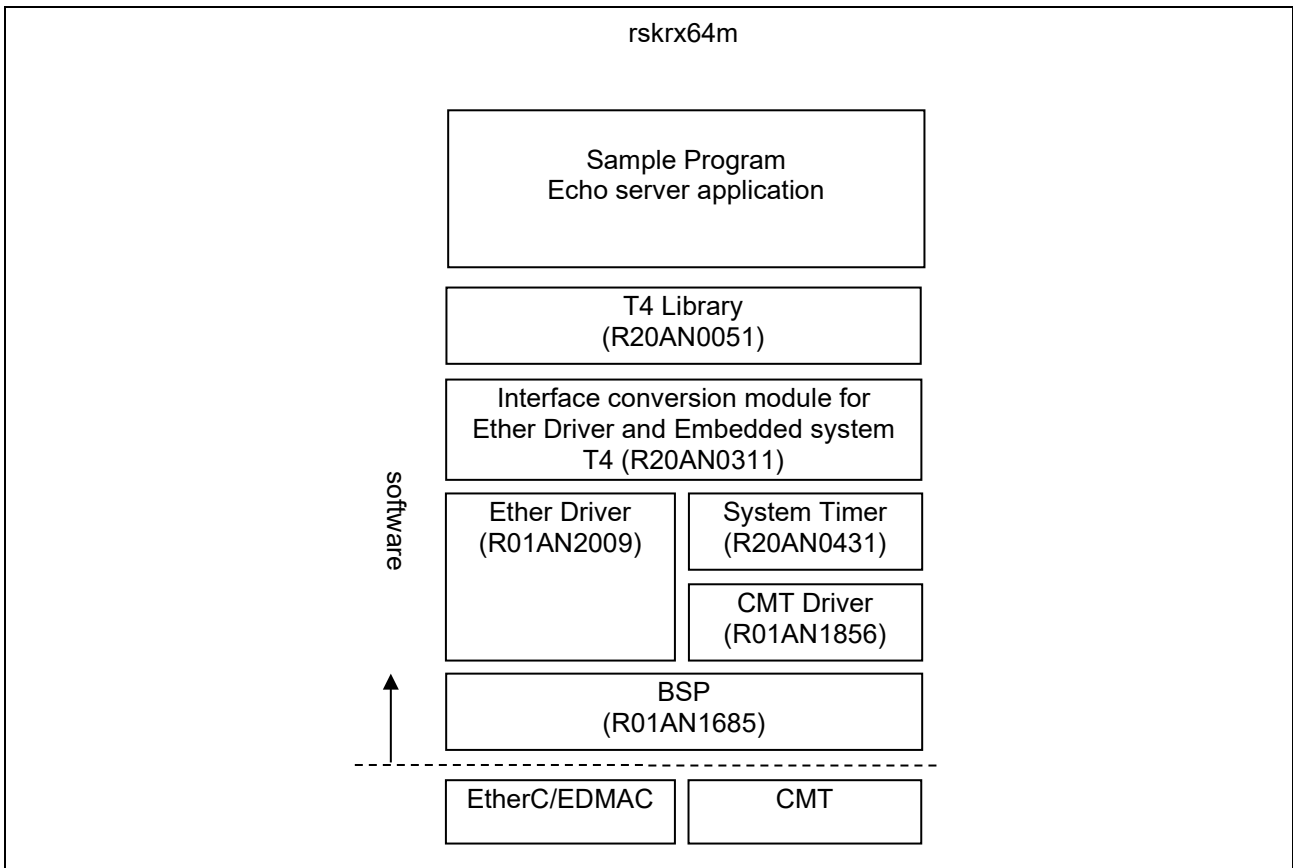 rskrx64m
Sample Program
Echo server application
T4 Library
(R20AN0051)
Interface conversion module for
Ether Driver and Embedded system
T4 (R20AN0311)
software
Ether Driver
(R01AN2009)
System Timer
(R20AN0431)
CMT Driver
(R01AN1856)
BSP
(R01AN1685)
EtherC/EDMAC
CMT